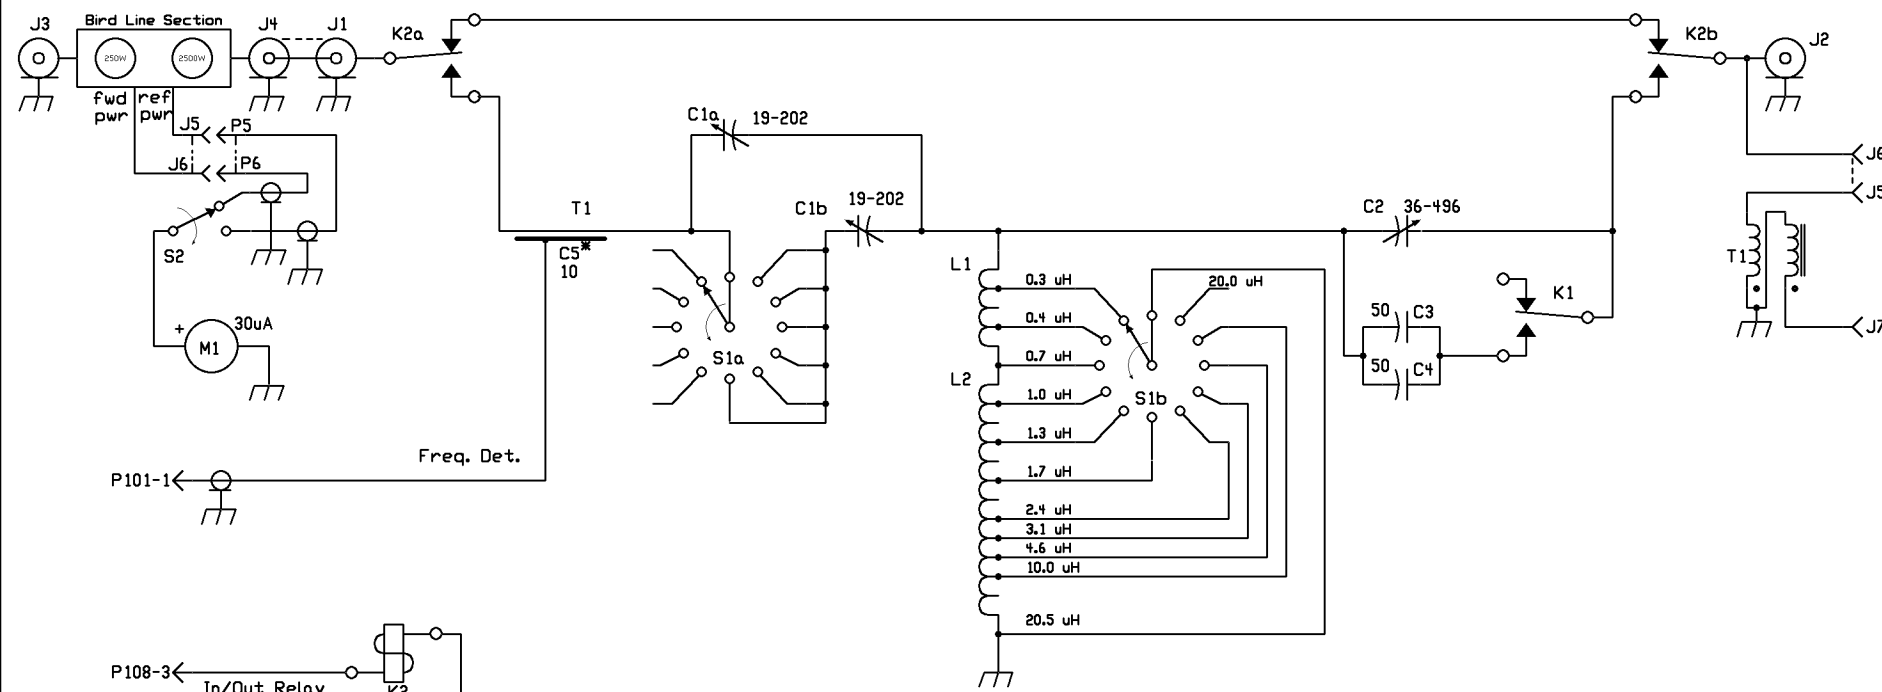 Bird Line Section
J3
J4
J1
K2a
K2b
J2
250W
2500W
fwd pwr
ref pwr
J5
P5
J6
P6
S2
+
30uA
M1
C1a
19-202
T1
C5*
10
C1b
19-202
S1a
C2
36-496
J6
J5
T1
J7
L1
0.3 uH
20.0 uH
0.4 uH
0.7 uH
L2
1.0 uH
S1b
1.3 uH
1.7 uH
2.4 uH
3.1 uH
4.6 uH
10.0 uH
20.5 uH
K1
50
C3
50
C4
Freq. Det.
P101-1
P108-3
In/Out Relay